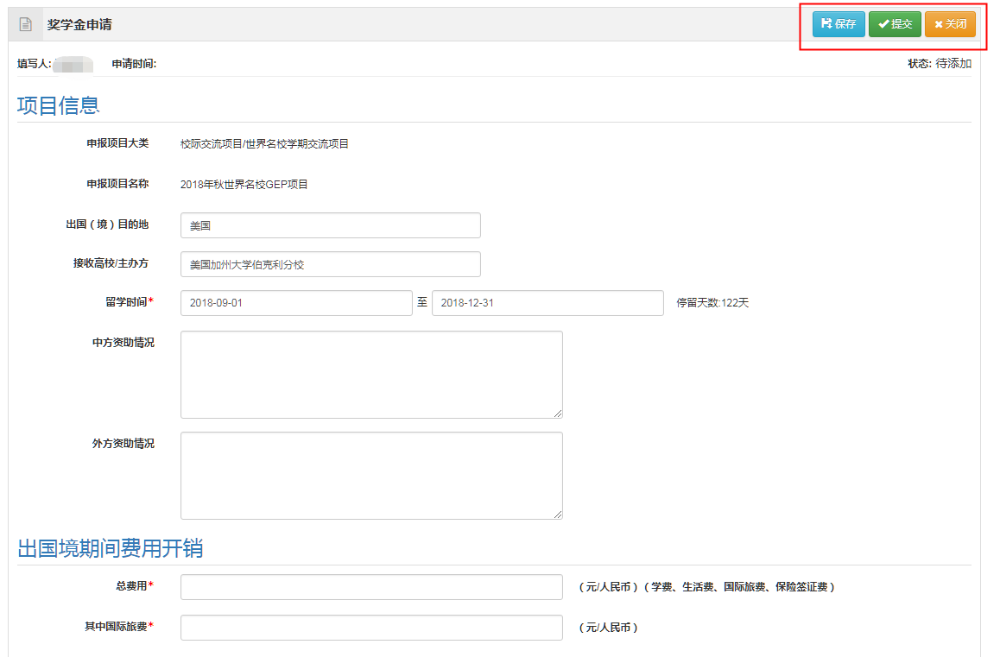 奖学金申请 保存 提交 关闭
填写人: 申请时间: 状态: 待添加
项目信息
申报项目大类 校际交流项目/世界名校学期交流项目
申报项目名称 2018年秋世界名校GEP项目
出国（境）目的地 美国
接收高校/主办方 美国加州大学伯克利分校
留学时间* 2018-09-01 至 2018-12-31 停留天数:122天
中方资助情况
外方资助情况
出国境期间费用开销
总费用* （元/人民币）（学费、生活费、国际旅费、保险签证费）
其中国际旅费* （元/人民币）